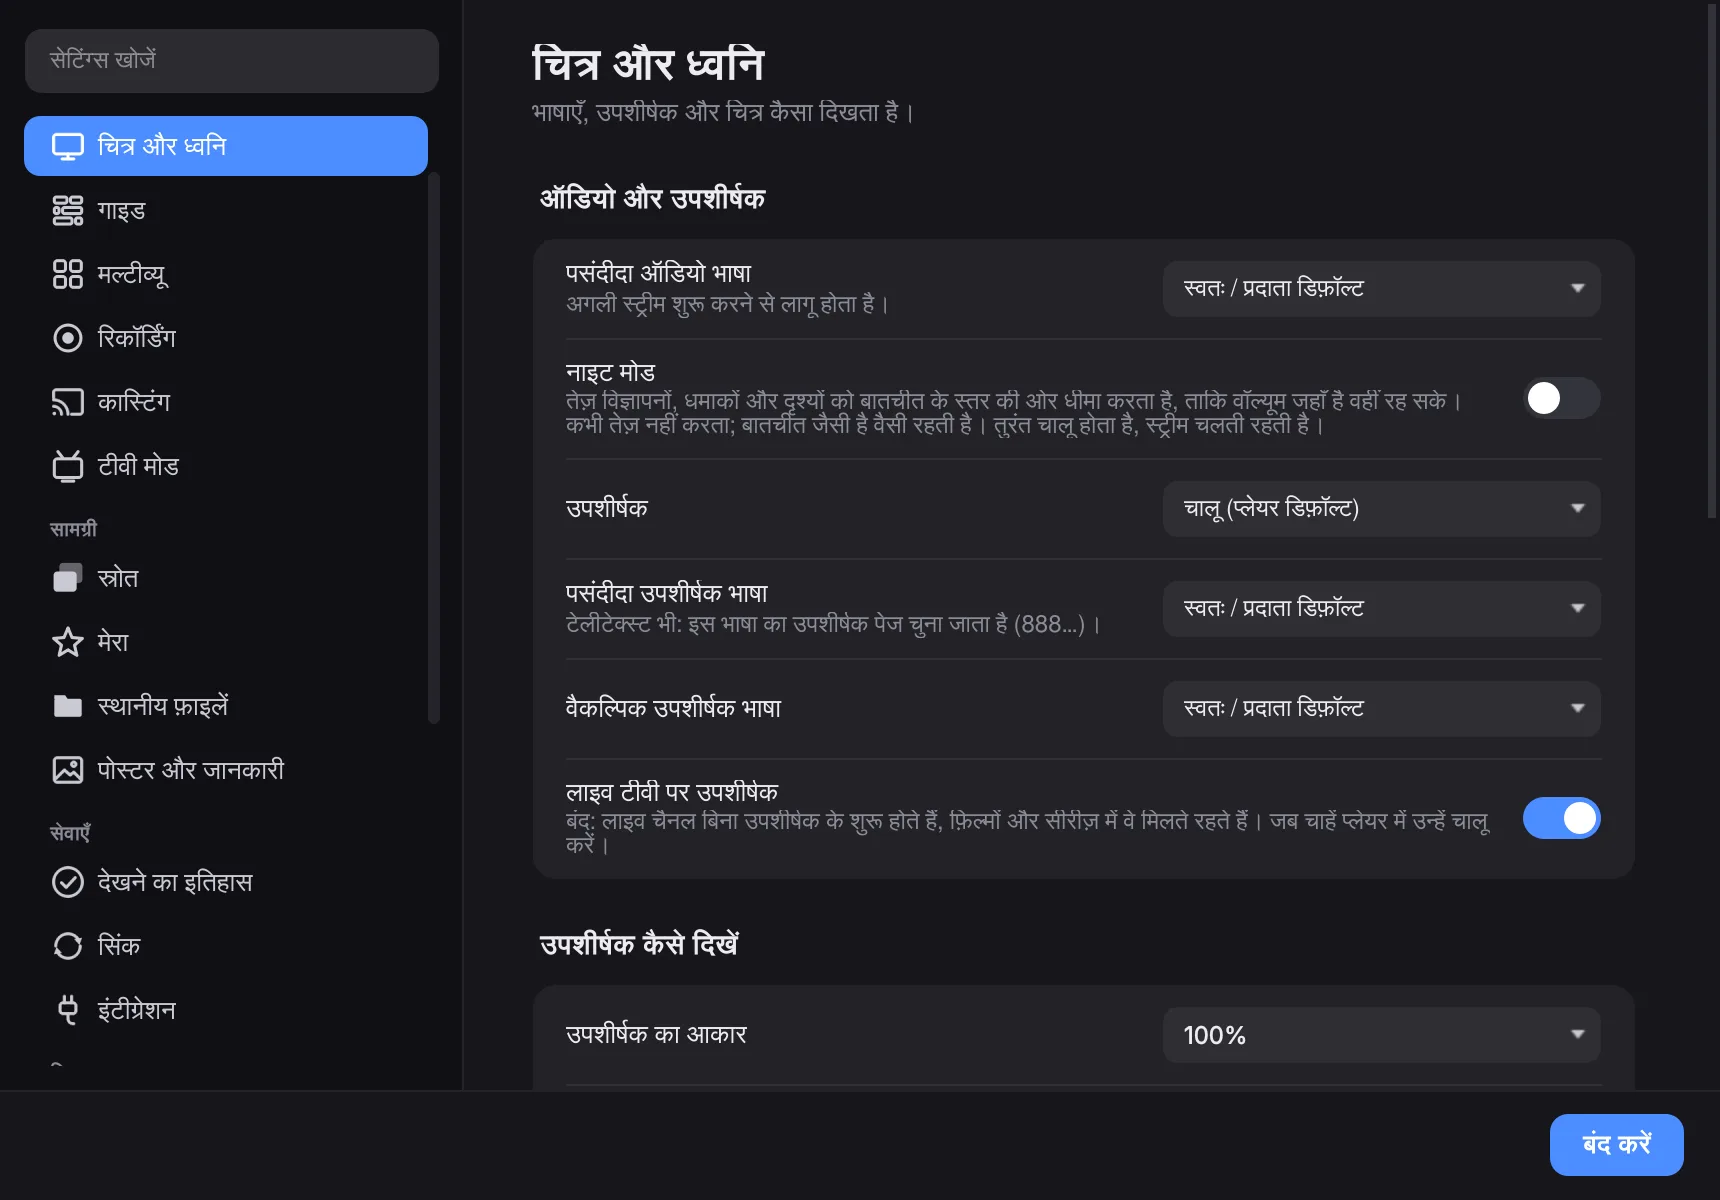 सेटिंग्स खोजें
चित्र और ध्वनि
गाइड
मल्टीव्यू
रिकॉर्डिंग
कास्टिंग
टीवी मोड
सामग्री
स्रोत
मेरा
स्थानीय फ़ाइलें
पोस्टर और जानकारी
सेवाएँ
देखने का इतिहास
सिंक
इंटीग्रेशन
चित्र और ध्वनि
भाषाएँ, उपशीर्षक और चित्र कैसा दिखता है।
ऑडियो और उपशीर्षक
पसंदीदा ऑडियो भाषा
अगली स्ट्रीम शुरू करने से लागू होता है।
स्वतः / प्रदाता डिफ़ॉल्ट
नाइट मोड
तेज़ विज्ञापनों, धमाकों और दृश्यों को बातचीत के स्तर की ओर धीमा करता है, ताकि वॉल्यूम जहाँ है वहीं रह सके।
कभी तेज़ नहीं करता; बातचीत जैसी है वैसी रहती है। तुरंत चालू होता है, स्ट्रीम चलती रहती है।
उपशीर्षक
चालू (प्लेयर डिफ़ॉल्ट)
पसंदीदा उपशीर्षक भाषा
टेलीटेक्स्ट भी: इस भाषा का उपशीर्षक पेज चुना जाता है (888…)।
स्वतः / प्रदाता डिफ़ॉल्ट
वैकल्पिक उपशीर्षक भाषा
स्वतः / प्रदाता डिफ़ॉल्ट
लाइव टीवी पर उपशीर्षक
बंद: लाइव चैनल बिना उपशीर्षक के शुरू होते हैं, फ़िल्मों और सीरीज़ में वे मिलते रहते हैं। जब चाहें प्लेयर में उन्हें चालू
करें।
उपशीर्षक कैसे दिखें
उपशीर्षक का आकार
100%
बंद करें